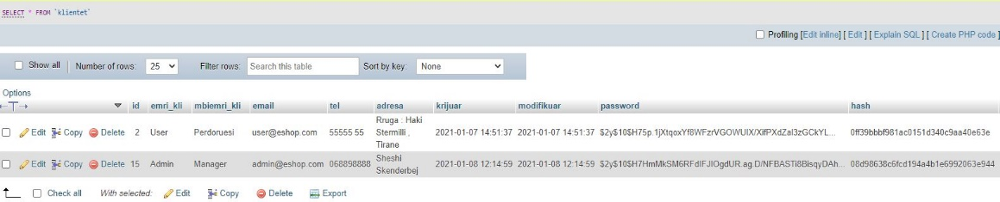 SELECT * FROM `klientet`
Profiling [Edit inline] [ Edit ] [ Explain SQL ] [ Create PHP code ]
Show all Number of rows: 25 Filter rows: Search this table Sort by key: None
Options
id emri_kli mbiemri_kli email tel adresa krijuar modifikuar password hash
Edit Copy Delete 2 User Perdoruesi user@eshop.com 55555 55 Rruga : Haki Stermilli , Tirane 2021-01-07 14:51:37 2021-01-07 14:51:37 $2y$10$H75p.1jXtqoxYf8WFzrVGOWUIX/XifPXdZal3zGCkYL... 0ff39bbbf981ac0151d340c9aa40e63e
Edit Copy Delete 15 Admin Manager admin@eshop.com 068898888 Sheshi Skenderbej 2021-01-08 12:14:59 2021-01-08 12:14:59 $2y$10$H7HmMkSM6RFdIFJIOgdUR.ag.D/NFBASTi8BisqyDAh... 08d98638c6fcd194a4b1e6992063e944
Check all With selected: Edit Copy Delete Export